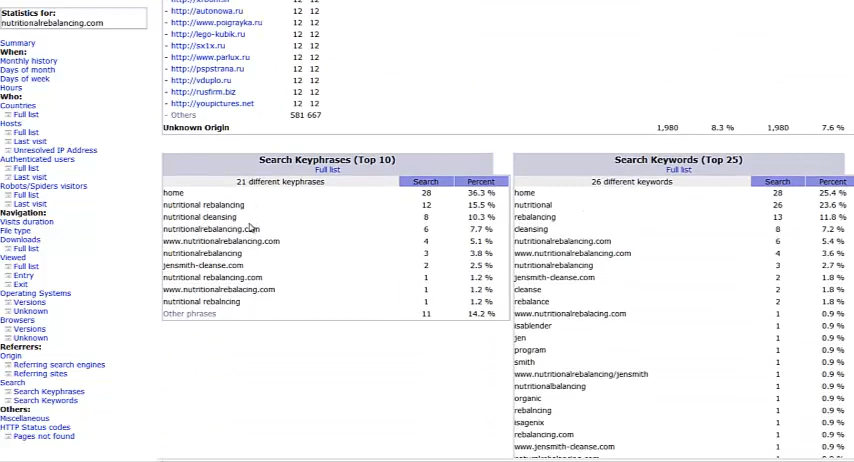 Statistics for:
nutritionalrebalancing.com
Summary
When:
Monthly history
Days of month
Days of week
Hours
Who:
Countries
Full list
Hosts
Full list
Last visit
Unresolved IP Address
Authenticated users
Full list
Last visit
Robots/Spiders visitors
Full list
Last visit
Navigation:
Visits duration
File type
Downloads
Full list
Viewed
Full list
Entry
Exit
Operating Systems
Versions
Unknown
Browsers
Versions
Unknown
Referrers:
Origin
Referring search engines
Referring sites
Search
Search Keyphrases
Search Keywords
Others:
Miscellaneous
HTTP Status codes
Pages not found
- http://autonowa.ru 12 12
- http://www.poigrayka.ru 12 12
- http://lego-kubik.ru 12 12
- http://sx1x.ru 12 12
- http://www.parlux.ru 12 12
- http://pspstrana.ru 12 12
- http://vduplo.ru 12 12
- http://rusfirm.biz 12 12
- http://youpictures.net 12 12
- Others 581 667
Unknown Origin 1,980 8.3 % 1,980 7.6 %
Search Keyphrases (Top 10)
Full list
21 different keyphrases Search Percent
home 28 36.3 %
nutritional rebalancing 12 15.5 %
nutritional cleansing 8 10.3 %
nutritionalrebalancing.com 6 7.7 %
www.nutritionalrebalancing.com 4 5.1 %
nutritionalrebalancing 3 3.8 %
jensmith-cleanse.com 2 2.5 %
nutritional rebalancing.com 1 1.2 %
www.nutritionalrebalacing.com 1 1.2 %
nutritional rebalncing 1 1.2 %
Other phrases 11 14.2 %
Search Keywords (Top 25)
Full list
26 different keywords Search Percent
home 28 25.4 %
nutritional 26 23.6 %
rebalancing 13 11.8 %
cleansing 8 7.2 %
nutritionalrebalancing.com 6 5.4 %
www.nutritionalrebalancing.com 4 3.6 %
nutritionalrebalancing 3 2.7 %
jensmith-cleanse.com 2 1.8 %
cleanse 2 1.8 %
rebalance 2 1.8 %
www.nutritionalrebalacing.com 1 0.9 %
isablender 1 0.9 %
jen 1 0.9 %
program 1 0.9 %
smith 1 0.9 %
www.nutritionalrebalancing/jensmith 1 0.9 %
nutritionalbalancing 1 0.9 %
organic 1 0.9 %
rebalncing 1 0.9 %
isagenix 1 0.9 %
rebalancing.com 1 0.9 %
www.jensmith-cleanse.com 1 0.9 %